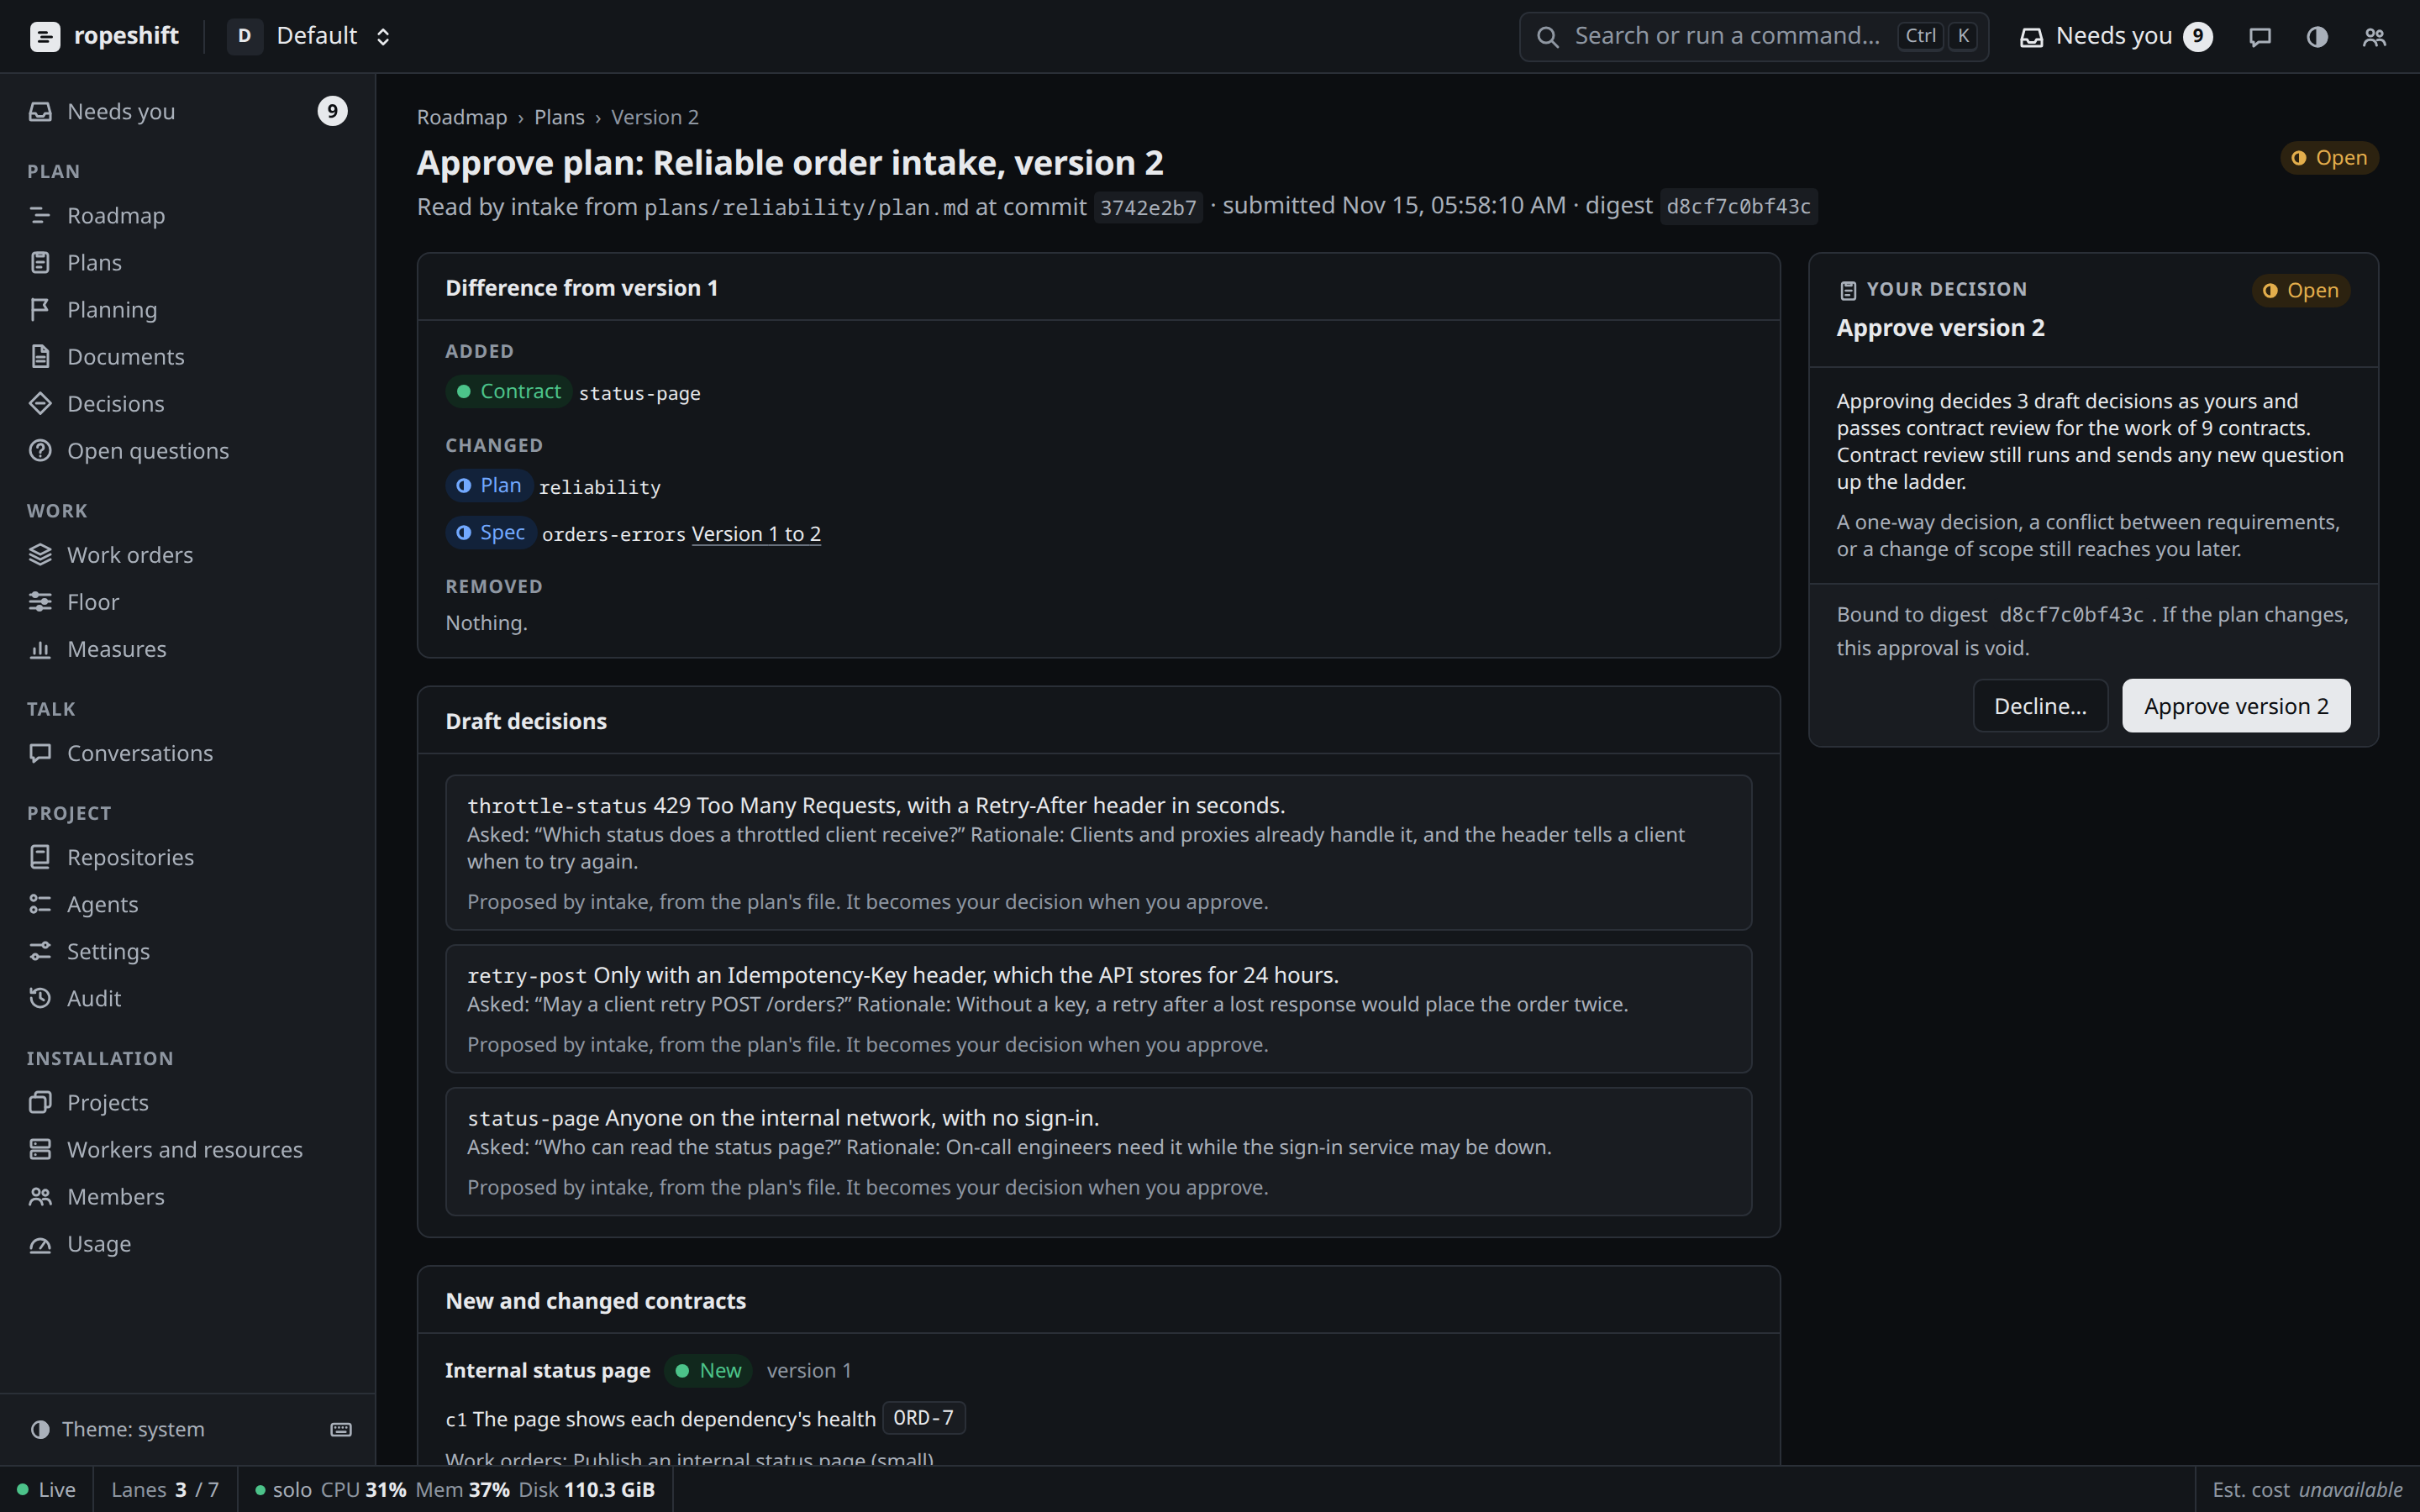 ropeshift
D Default
Search or run a command... Ctrl K
Needs you 9
Needs you 9
PLAN
Roadmap
Plans
Planning
Documents
Decisions
Open questions
WORK
Work orders
Floor
Measures
TALK
Conversations
PROJECT
Repositories
Agents
Settings
Audit
INSTALLATION
Projects
Workers and resources
Members
Usage
Theme: system
Roadmap › Plans › Version 2
Approve plan: Reliable order intake, version 2
Open
Read by intake from plans/reliability/plan.md at commit 3742e2b7 · submitted Nov 15, 05:58:10 AM · digest d8cf7c0bf43c
Difference from version 1
ADDED
Contract status-page
CHANGED
Plan reliability
Spec orders-errors Version 1 to 2
REMOVED
Nothing.
Draft decisions
throttle-status 429 Too Many Requests, with a Retry-After header in seconds.
Asked: “Which status does a throttled client receive?” Rationale: Clients and proxies already handle it, and the header tells a client
when to try again.
Proposed by intake, from the plan's file. It becomes your decision when you approve.
retry-post Only with an Idempotency-Key header, which the API stores for 24 hours.
Asked: “May a client retry POST /orders?” Rationale: Without a key, a retry after a lost response would place the order twice.
Proposed by intake, from the plan's file. It becomes your decision when you approve.
status-page Anyone on the internal network, with no sign-in.
Asked: “Who can read the status page?” Rationale: On-call engineers need it while the sign-in service may be down.
Proposed by intake, from the plan's file. It becomes your decision when you approve.
New and changed contracts
Internal status page New version 1
c1 The page shows each dependency's health ORD-7
Work orders: Publish an internal status page (small)
YOUR DECISION
Open
Approve version 2
Approving decides 3 draft decisions as yours and
passes contract review for the work of 9 contracts.
Contract review still runs and sends any new question
up the ladder.
A one-way decision, a conflict between requirements,
or a change of scope still reaches you later.
Bound to digest d8cf7c0bf43c . If the plan changes,
this approval is void.
Decline...
Approve version 2
Live
Lanes 3 / 7
solo CPU 31% Mem 37% Disk 110.3 GiB
Est. cost unavailable